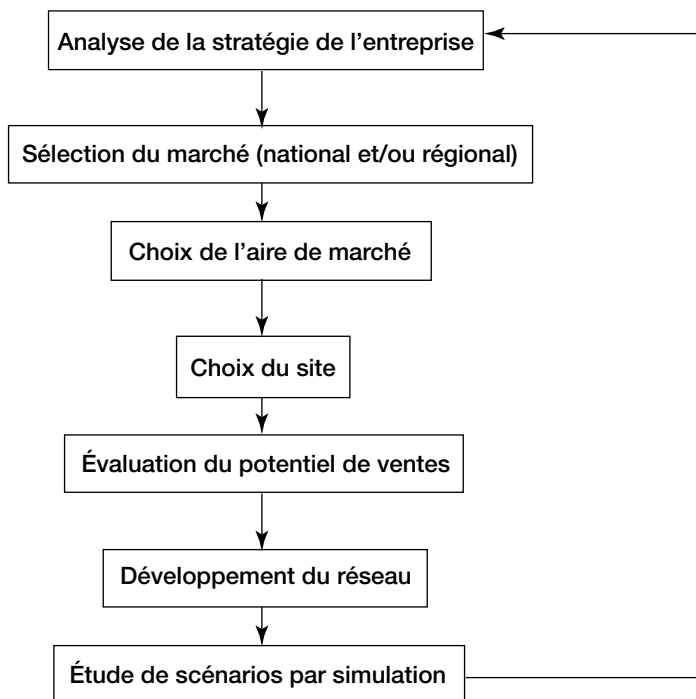 Analyse de la stratégie de l’entreprise
Sélection du marché (national et/ou régional)
Choix de l’aire de marché
Choix du site
Évaluation du potentiel de ventes
Développement du réseau
Étude de scénarios par simulation